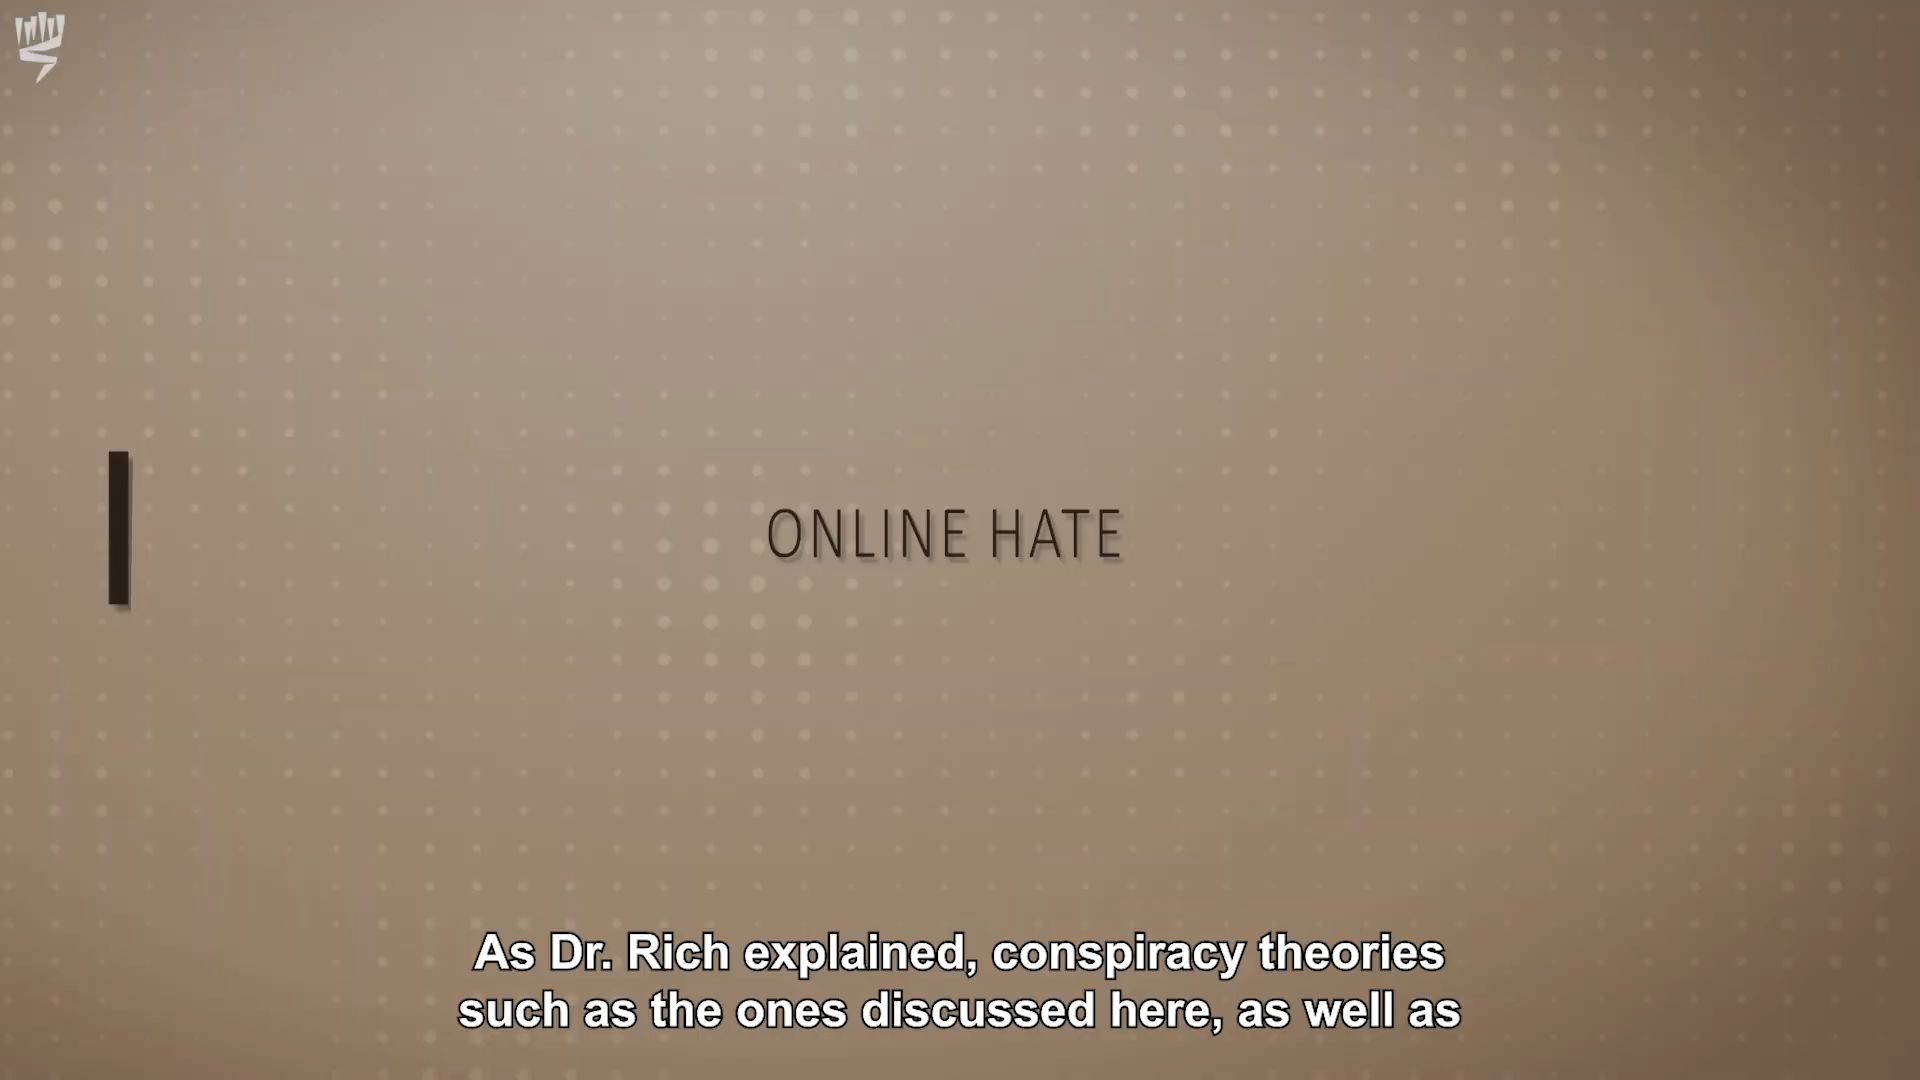 ONLINE HATE
As Dr. Rich explained, conspiracy theories
such as the ones discussed here, as well as